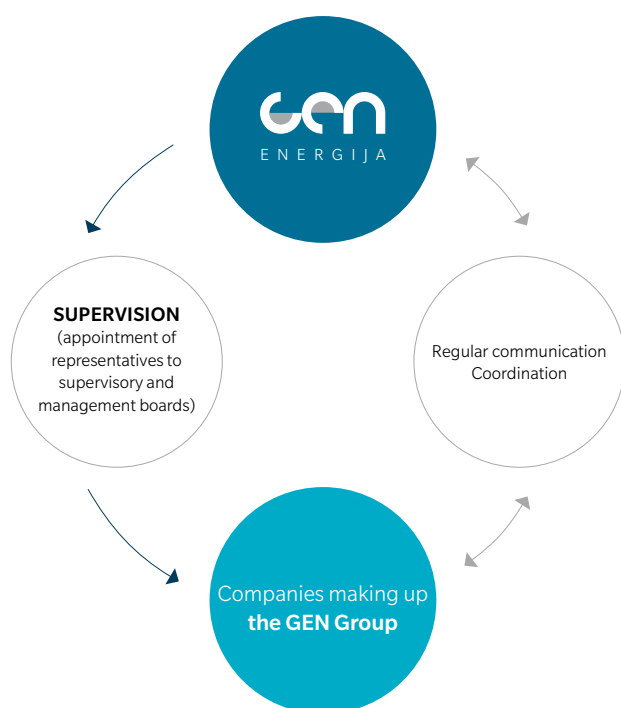 gen
ENERGIJA
SUPERVISION
(appointment of
representatives to
supervisory and
management boards)
Regular communication
Coordination
Companies making up
the GEN Group